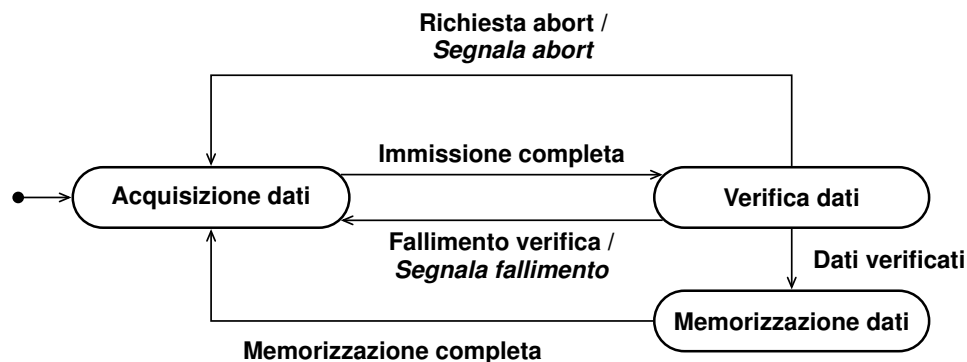 Richiesta abort /
Segnala abort
Immissione completa
Acquisizione dati
Verifica dati
Fallimento verifica /
Segnala fallimento
Dati verificati
Memorizzazione dati
Memorizzazione completa